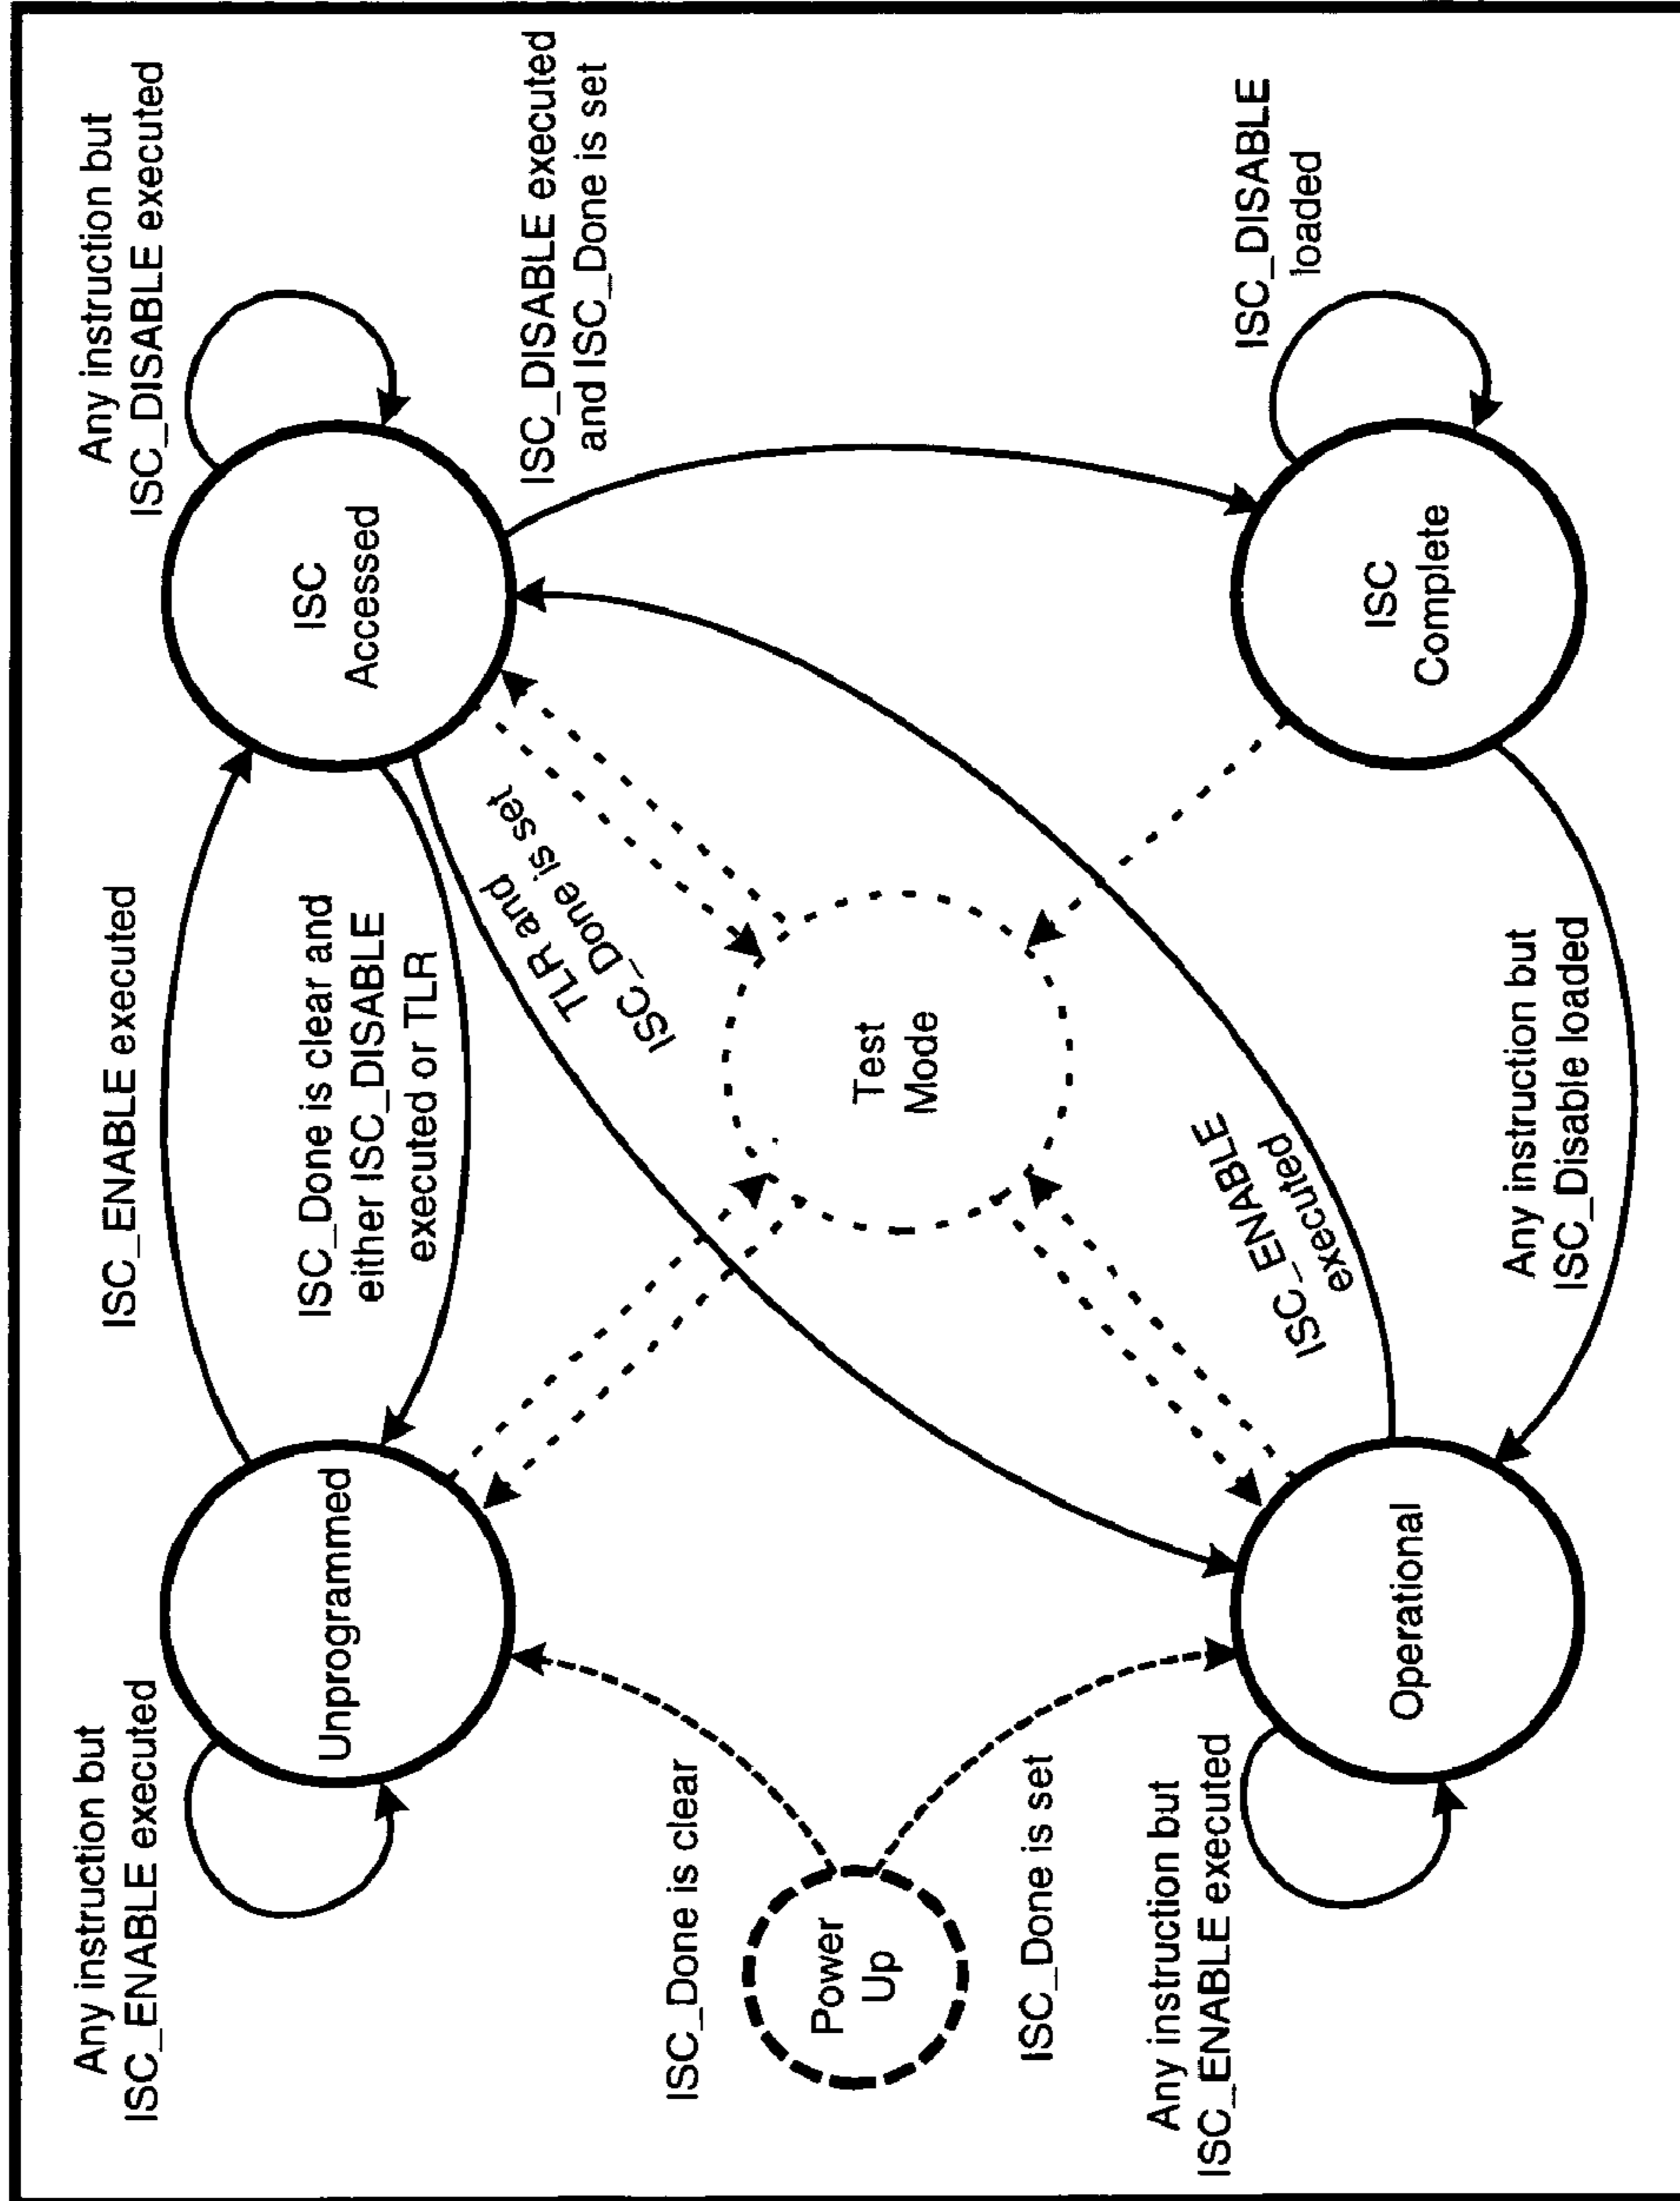 Any instruction but
ISC_ENABLE executed
Unprogrammed
ISC_ENABLE executed
ISC_Done is clear and
either ISC_DISABLE
executed or TLR
Any instruction but
ISC_DISABLE executed
ISC
Accessed
ISC_DISABLE executed
and ISC_Done is set
TLR and
ISC_Done is set
ISC_Done is clear
Power
Up
ISC_Done is set
Test
Mode
Any instruction but
ISC_ENABLE executed
Operational
ISC_ENABLE
executed
Any instruction but
ISC_Disable loaded
ISC
Complete
ISC_DISABLE
loaded